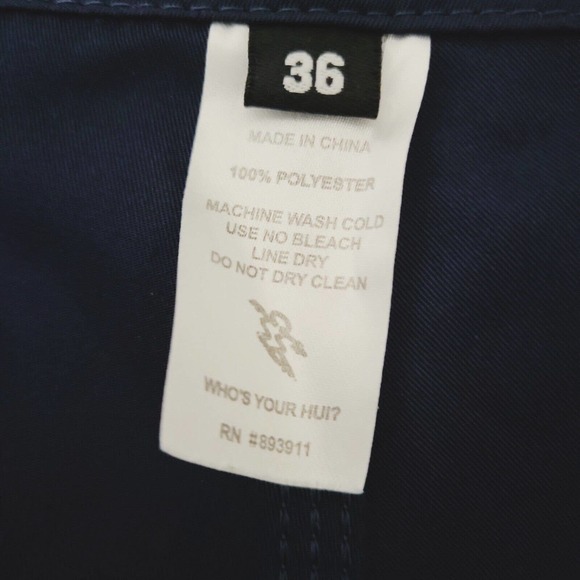 36
MADE IN CHINA
100% POLYESTER
MACHINE WASH COLD
USE NO BLEACH
LINE DRY
DO NOT DRY CLEAN
WHO'S YOUR HUI?
RN #893911